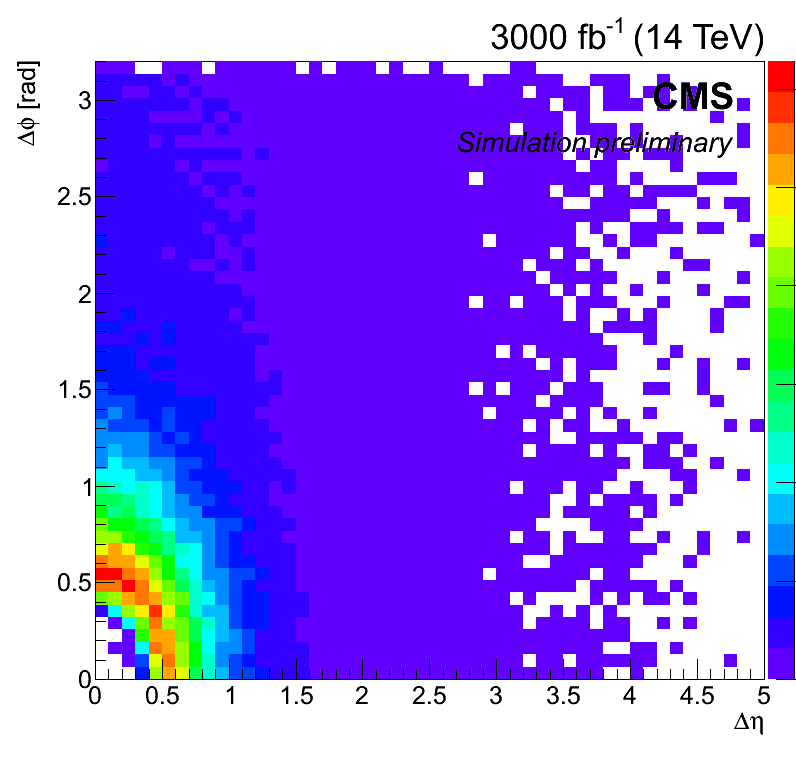 3000 fb-1 (14 TeV)
CMS
Simulation preliminary
Δϕ [rad]
3
2.5
2
1.5
1
0.5
0
0 0.5 1 1.5 2 2.5 3 3.5 4 4.5 5
Δη